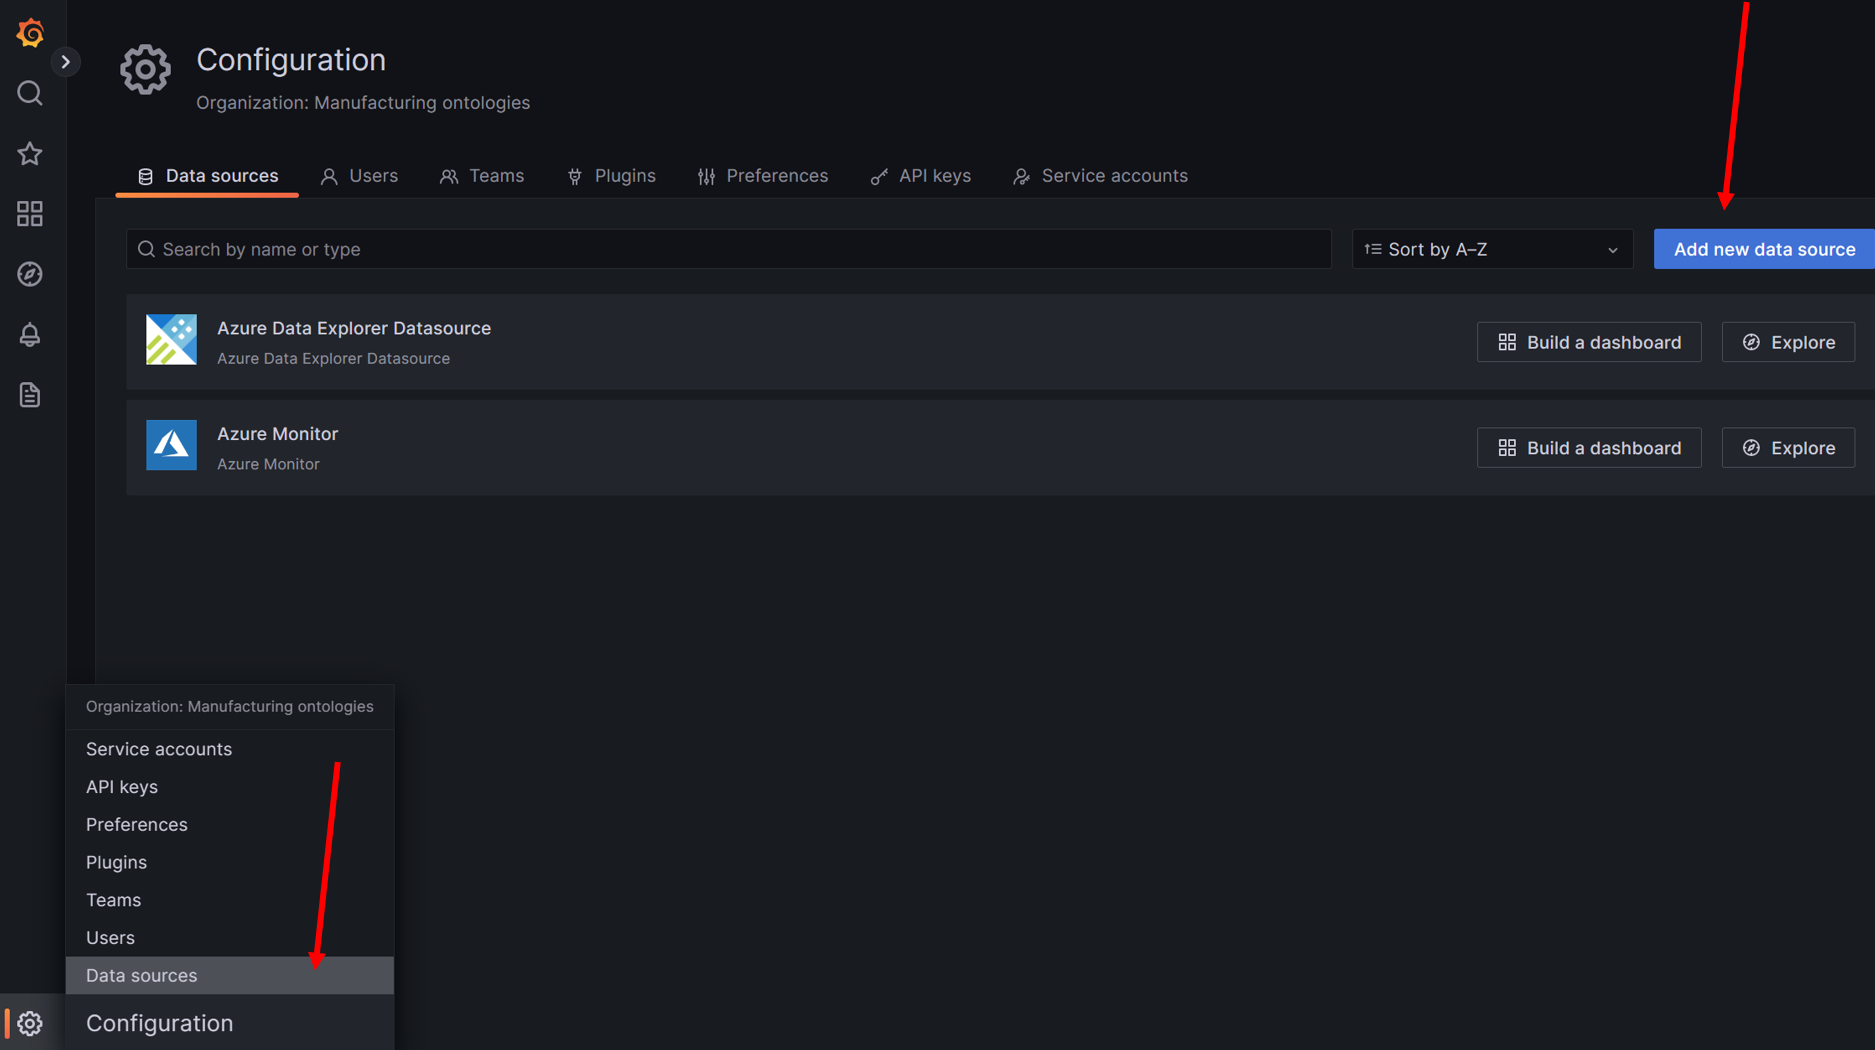 Configuration
Organization: Manufacturing ontologies
Data sources Users Teams Plugins Preferences API keys Service accounts
Search by name or type Sort by A–Z Add new data source
Azure Data Explorer Datasource
Azure Data Explorer Datasource
Build a dashboard Explore
Azure Monitor
Azure Monitor
Build a dashboard Explore
Organization: Manufacturing ontologies
Service accounts
API keys
Preferences
Plugins
Teams
Users
Data sources
Configuration